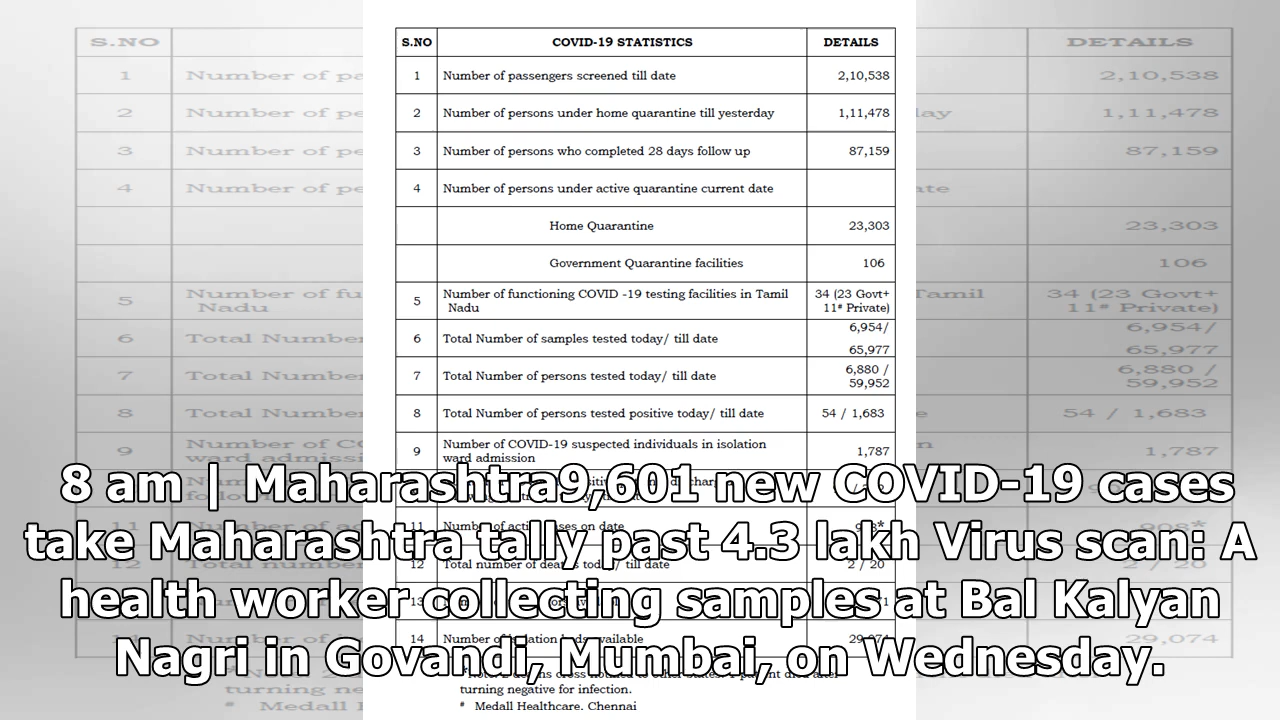 S.NO COVID-19 STATISTICS DETAILS
1 Number of passengers screened till date 2,10,538
2 Number of persons under home quarantine till yesterday 1,11,478
3 Number of persons who completed 28 days follow up 87,159
4 Number of persons under active quarantine current date
Home Quarantine 23,303
Government Quarantine facilities 106
5 Number of functioning COVID -19 testing facilities in Tamil Nadu 34 (23 Govt+ 11# Private)
6 Total Number of samples tested today/ till date 6,954/ 65,977
7 Total Number of persons tested today/ till date 6,880 / 59,952
8 Total Number of persons tested positive today/ till date 54 / 1,683
9 Number of COVID-19 suspected individuals in isolation ward admission 1,787
8 am | Maharashtra9,601 new COVID-19 cases
take Maharashtra tally past 4.3 lakh Virus scan: A
health worker collecting samples at Bal Kalyan
Nagri in Govandi, Mumbai, on Wednesday.
11 Number of on date 908*
12 Total number of today/ till date 2 / 20
13
14 Number of available 29,074
turning negative for infection.
# Medall Healthcare, Chennai